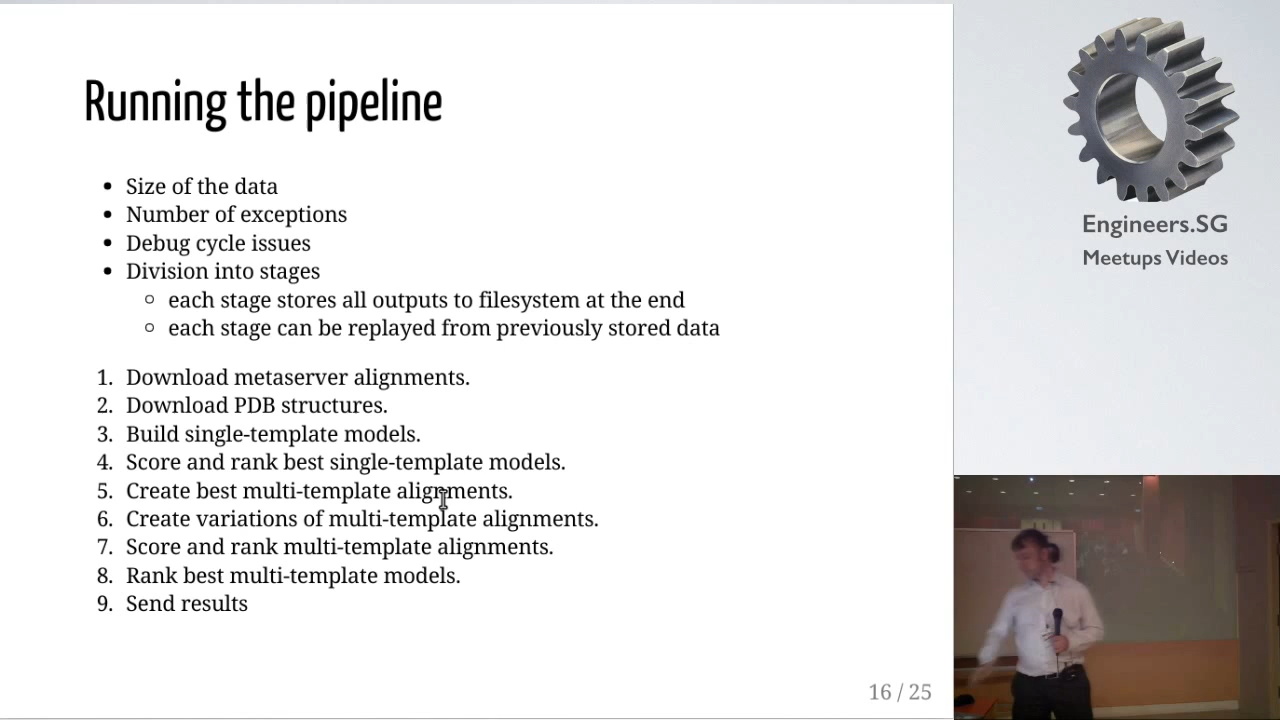 Running the pipeline
• Size of the data
• Number of exceptions
• Debug cycle issues
• Division into stages
○ each stage stores all outputs to filesystem at the end
○ each stage can be replayed from previously stored data
1. Download metaserver alignments.
2. Download PDB structures.
3. Build single-template models.
4. Score and rank best single-template models.
5. Create best multi-template alignments.
6. Create variations of multi-template alignments.
7. Score and rank multi-template alignments.
8. Rank best multi-template models.
9. Send results
16 / 25
Engineers.SG
Meetups Videos